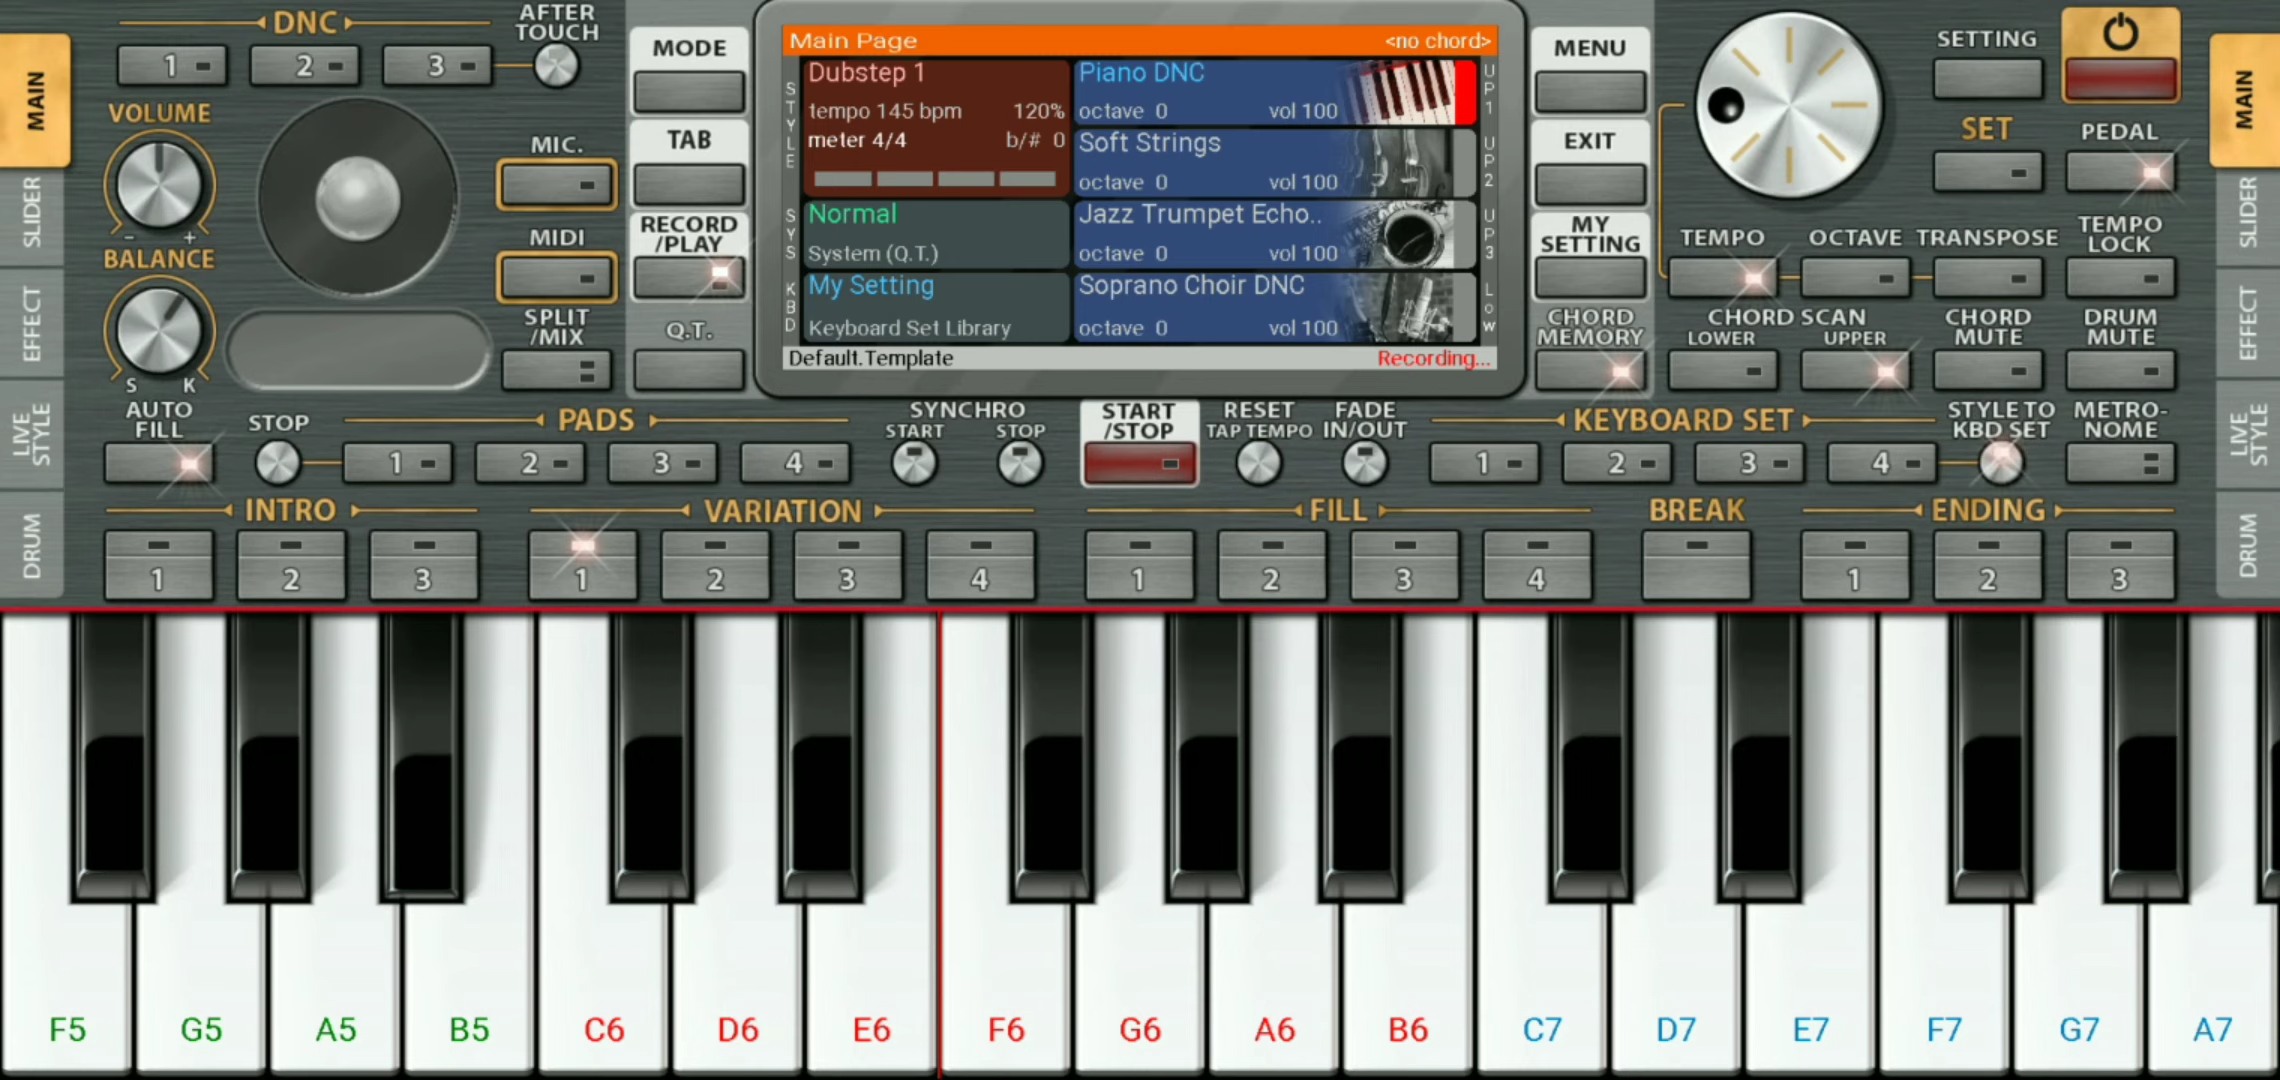 MAIN
SLIDER
EFFECT
LIVE
STYLE
DRUM
DNC
1
2
3
AFTER
TOUCH
VOLUME
- +
BALANCE
S K
MIC.
MIDI
SPLIT
/MIX
MODE
TAB
RECORD
/PLAY
Q.T.
Main Page <no chord>
STYLE
Dubstep 1
tempo 145 bpm 120%
meter 4/4 b/# 0
SYS
Normal
System (Q.T.)
KBD
My Setting
Keyboard Set Library
Piano DNC
octave 0 vol 100
UP1
Soft Strings
octave 0 vol 100
UP2
Jazz Trumpet Echo..
octave 0 vol 100
UP3
Soprano Choir DNC
octave 0 vol 100
Low
Default.Template Recording...
MENU
EXIT
MY
SETTING
CHORD
MEMORY
SETTING
SET
PEDAL
TEMPO OCTAVE TRANSPOSE
TEMPO
LOCK
CHORD SCAN
LOWER UPPER
CHORD
MUTE
DRUM
MUTE
AUTO
FILL
STOP
PADS
1 2 3 4
SYNCHRO
START STOP
START
/STOP
RESET
TAP TEMPO
FADE
IN/OUT
KEYBOARD SET
1 2 3 4
STYLE TO
KBD SET
METRO-
NOME
INTRO
1 2 3
VARIATION
1 2 3 4
FILL
1 2 3 4
BREAK
ENDING
1 2 3
MAIN
SLIDER
EFFECT
LIVE
STYLE
DRUM
F5 G5 A5 B5 C6 D6 E6 F6 G6 A6 B6 C7 D7 E7 F7 G7 A7